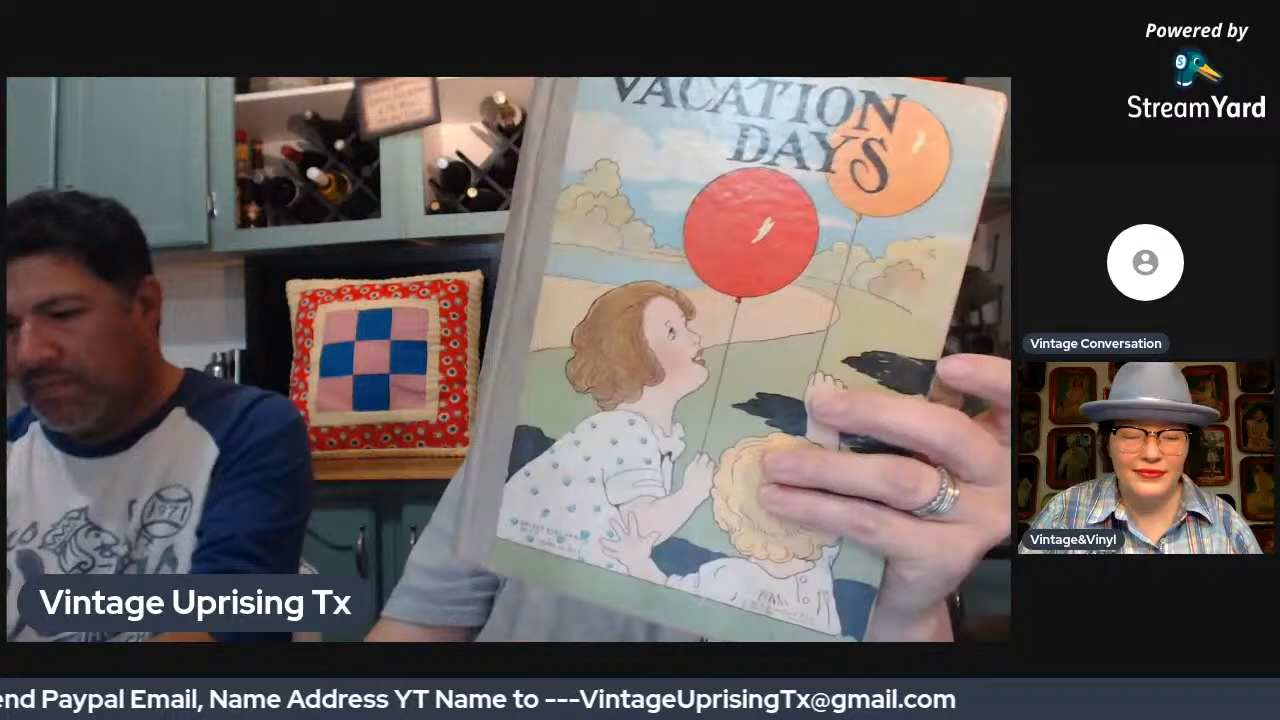 Powered by
StreamYard
VACATION
DAYS
1971
Vintage Conversation
Vintage&Vinyl
Vintage Uprising Tx
end Paypal Email, Name Address YT Name to ---VintageUprisingTx@gmail.com